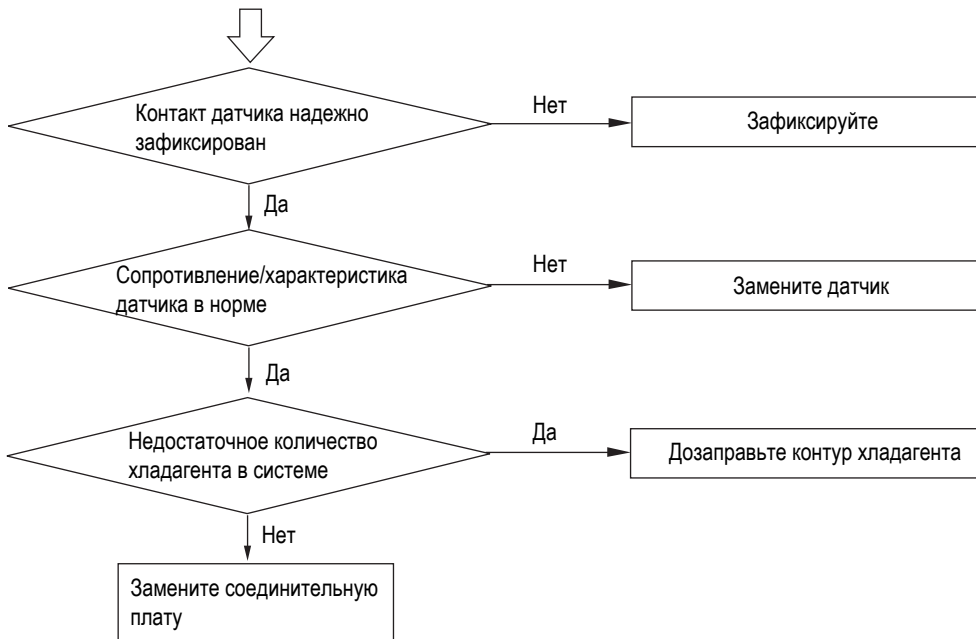 Контакт датчика надежно
зафиксирован
Нет
Зафиксируйте
Да
Сопротивление/характеристика
датчика в норме
Нет
Замените датчик
Да
Недостаточное количество
хладагента в системе
Да
Дозаправьте контур хладагента
Нет
Замените соединительную
плату